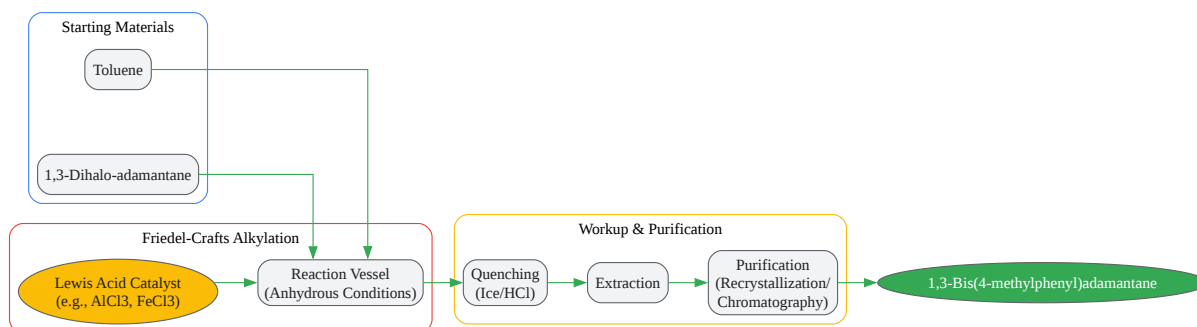 Starting Materials
Toluene
1,3-Dihalo-adamantane
Friedel-Crafts Alkylation
Lewis Acid Catalyst
(e.g., AlCl3, FeCl3)
Reaction Vessel
(Anhydrous Conditions)
Workup & Purification
Quenching
(Ice/HCl)
Extraction
Purification
(Recrystallization/
Chromatography)
1,3-Bis(4-methylphenyl)adamantane